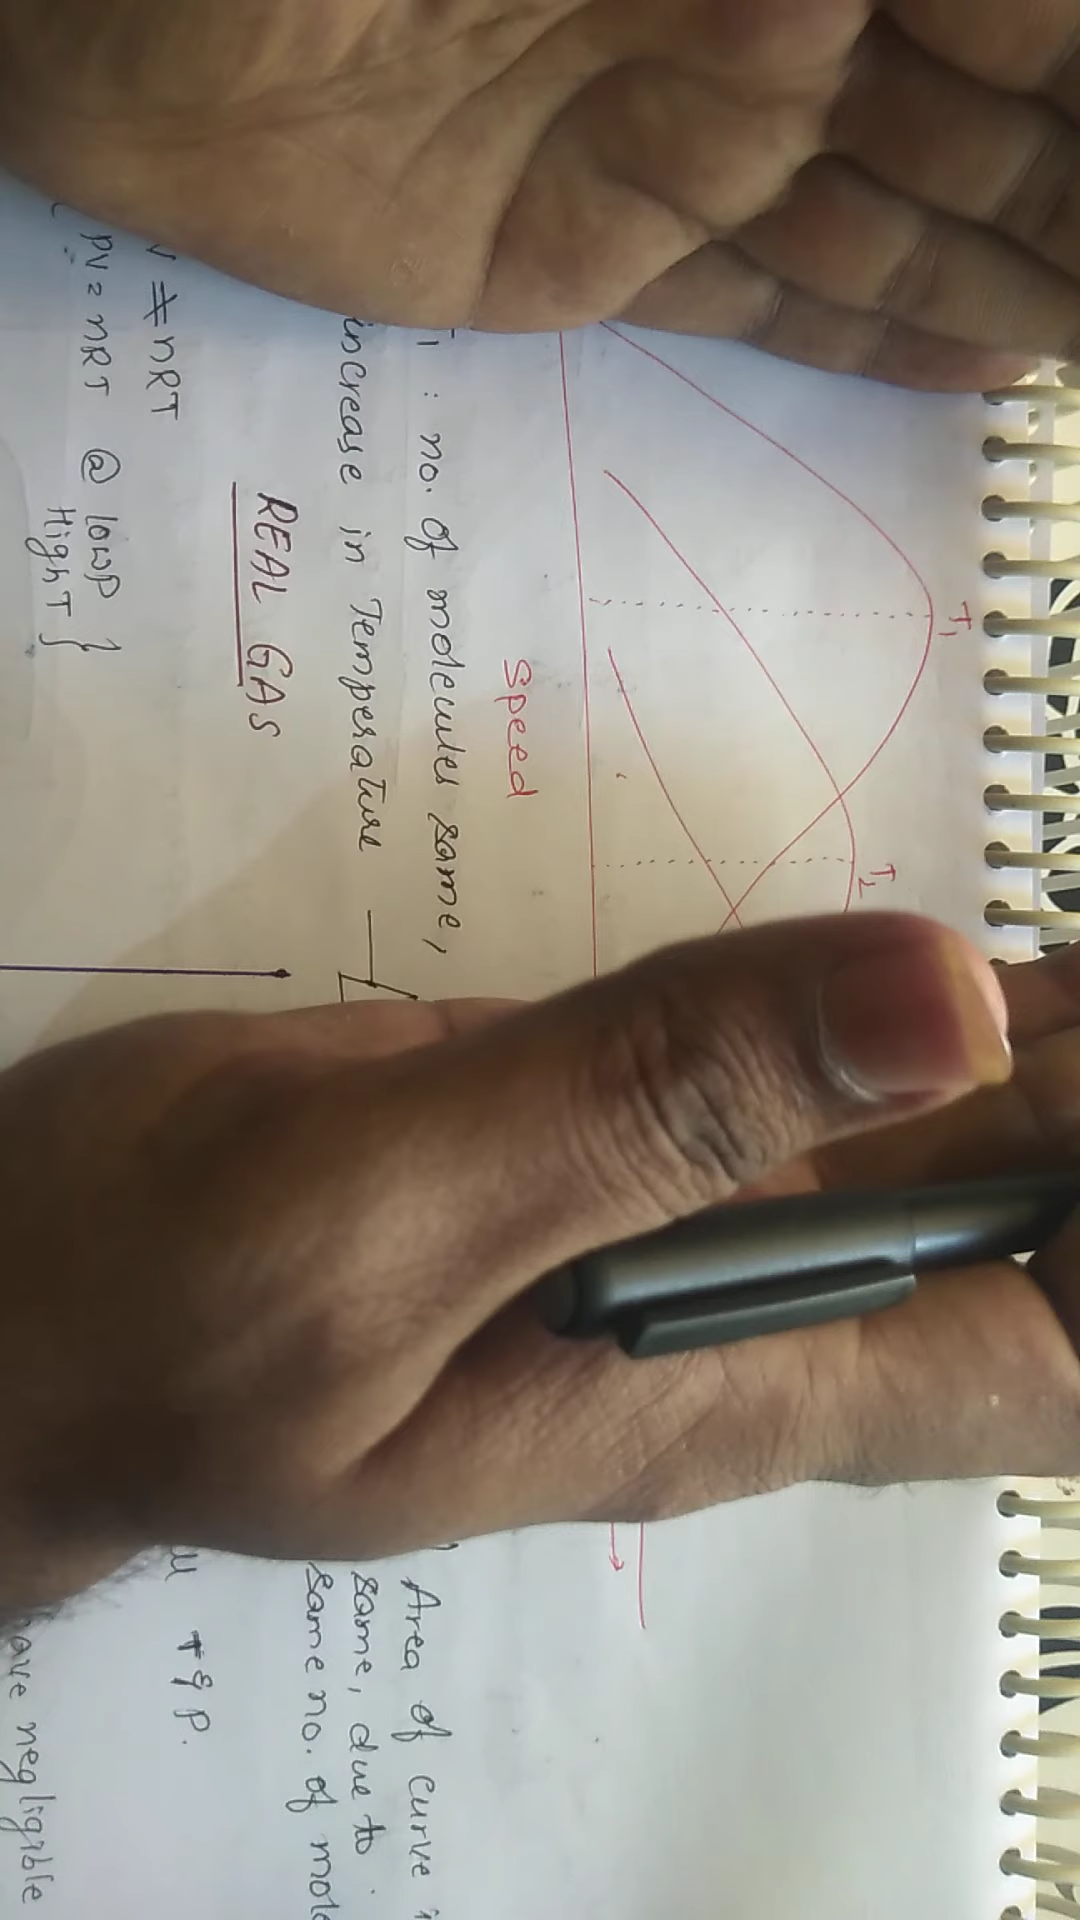 T1
T2
Speed
: no. of molecules same,
increase in Temperature
Area of curve
same, due to
same no. of
REAL GAS
≠ nRT
PV = nRT @ low P
High T }
T & P.
negligible